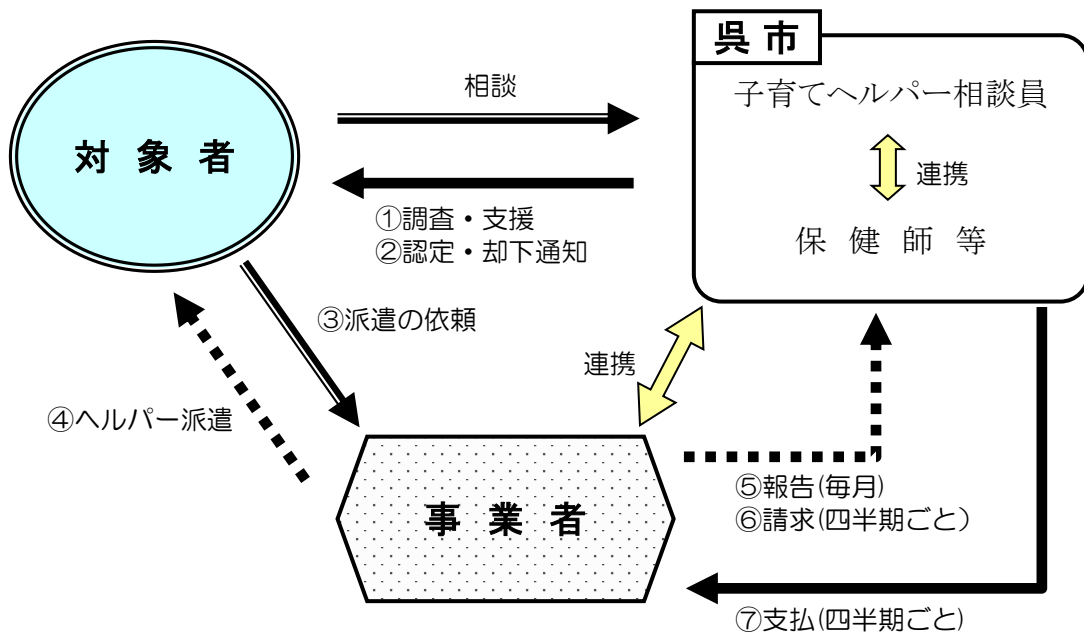 呉市
子育てヘルパー相談員
連携
保健師等
相談
対象者
①調査・支援
②認定・却下通知
③派遣の依頼
連携
④ヘルパー派遣
事業者
⑤報告(毎月)
⑥請求(四半期ごと)
⑦支払(四半期ごと)